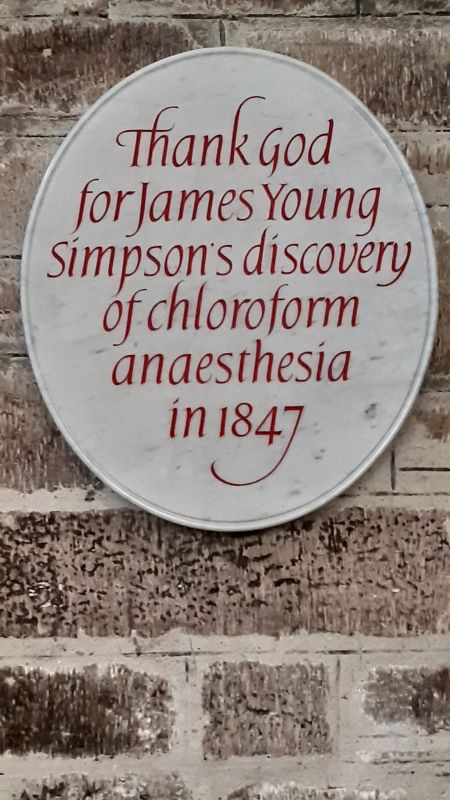 Thank God
for James Young
Simpson's discovery
of chloroform
anaesthesia
in 1847